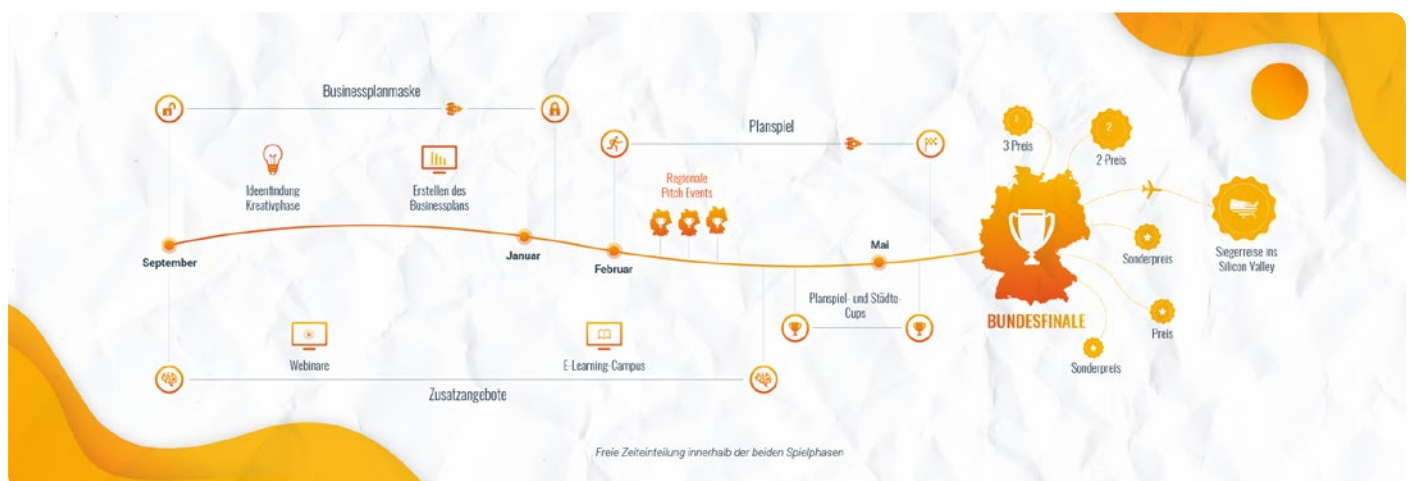 Businessplanmaske
Ideenfindung
Kreativphase
Erstellen des
Businessplans
September
Januar
Februar
Planspiel
Regionale
Pitch Events
Mai
Planspiel- und Städte-
Cups
Webinare
E-Learning-Campus
Zusatzangebote
3
3 Preis
2
2 Preis
Siegerreise ins
Silicon Valley
Sonderpreis
Preis
Sonderpreis
BUNDESFINALE
Freie Zeiteinteilung innerhalb der beiden Spielphasen